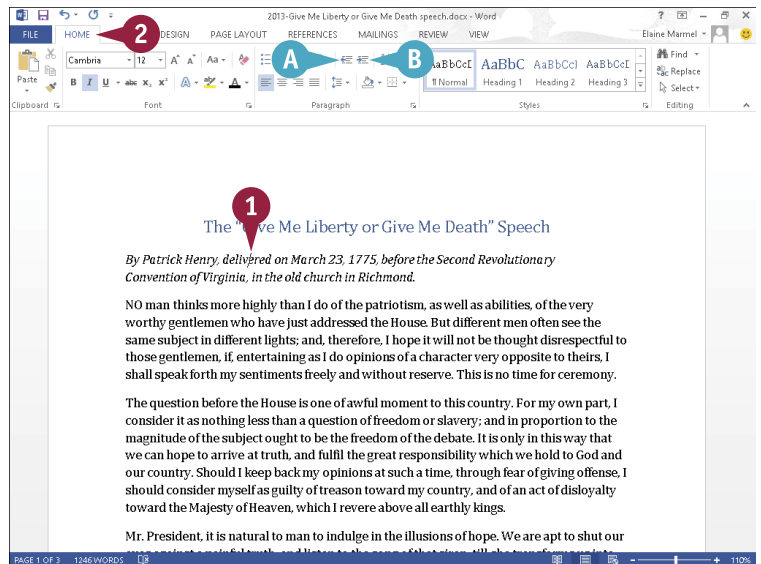 2013-Give Me Liberty or Give Me Death speech.docx - Word
FILE HOME DESIGN PAGE LAYOUT REFERENCES MAILINGS REVIEW VIEW Elaine Marmel
2
Cambria 12 A A Aa A B AaBbCcI AaBbC AaBbCcI AaBbCcI Find
Paste B I U abc x₂ x² A ab A ¶ Normal Heading 1 Heading 2 Heading 3 Replace
Select
Clipboard Font Paragraph Styles Editing
1
The “Give Me Liberty or Give Me Death” Speech
By Patrick Henry, delivered on March 23, 1775, before the Second Revolutionary
Convention of Virginia, in the old church in Richmond.
NO man thinks more highly than I do of the patriotism, as well as abilities, of the very
worthy gentlemen who have just addressed the House. But different men often see the
same subject in different lights; and, therefore, I hope it will not be thought disrespectful to
those gentlemen, if, entertaining as I do opinions of a character very opposite to theirs, I
shall speak forth my sentiments freely and without reserve. This is no time for ceremony.
The question before the House is one of awful moment to this country. For my own part, I
consider it as nothing less than a question of freedom or slavery; and in proportion to the
magnitude of the subject ought to be the freedom of the debate. It is only in this way that
we can hope to arrive at truth, and fulfil the great responsibility which we hold to God and
our country. Should I keep back my opinions at such a time, through fear of giving offense, I
should consider myself as guilty of treason toward my country, and of an act of disloyalty
toward the Majesty of Heaven, which I revere above all earthly kings.
Mr. President, it is natural to man to indulge in the illusions of hope. We are apt to shut our
PAGE 1 OF 3 1246 WORDS 110%